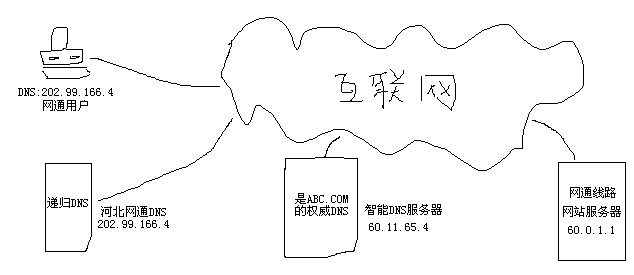 互联网
DNS:202.99.166.4
网通用户
递归DNS
河北网通DNS
202.99.166.4
是ABC.COM
的权威DNS
智能DNS服务器
60.11.65.4
网通线路
网站服务器
60.0.1.1